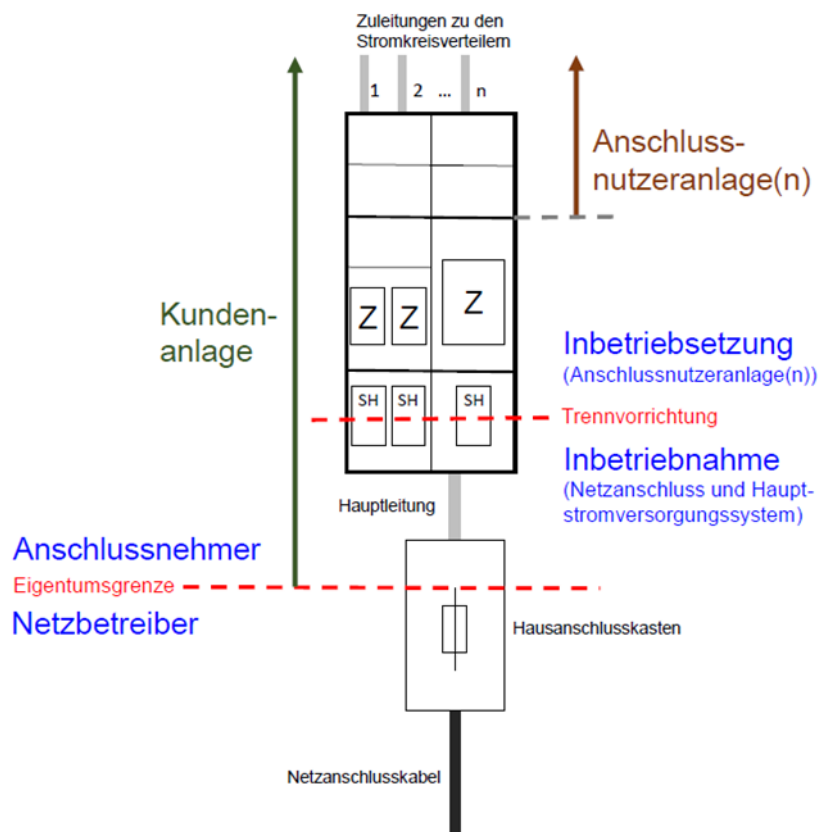 Zuleitungen zu den
Stromkreisverteilern
1 2 ... n
Anschluss-
nutzeranlage(n)
Kunden-
anlage
Z Z Z
Inbetriebsetzung
(Anschlussnutzeranlage(n))
SH SH SH
Trennvorrichtung
Inbetriebnahme
(Netzanschluss und Haupt-
stromversorgungssystem)
Hauptleitung
Anschlussnehmer
Eigentumsgrenze
Netzbetreiber
Hausanschlusskasten
Netzanschlusskabel